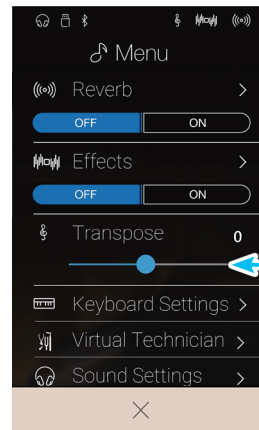 Menu
Reverb
OFF ON
Effects
OFF ON
Transpose 0
Keyboard Settings
Virtual Technician
Sound Settings